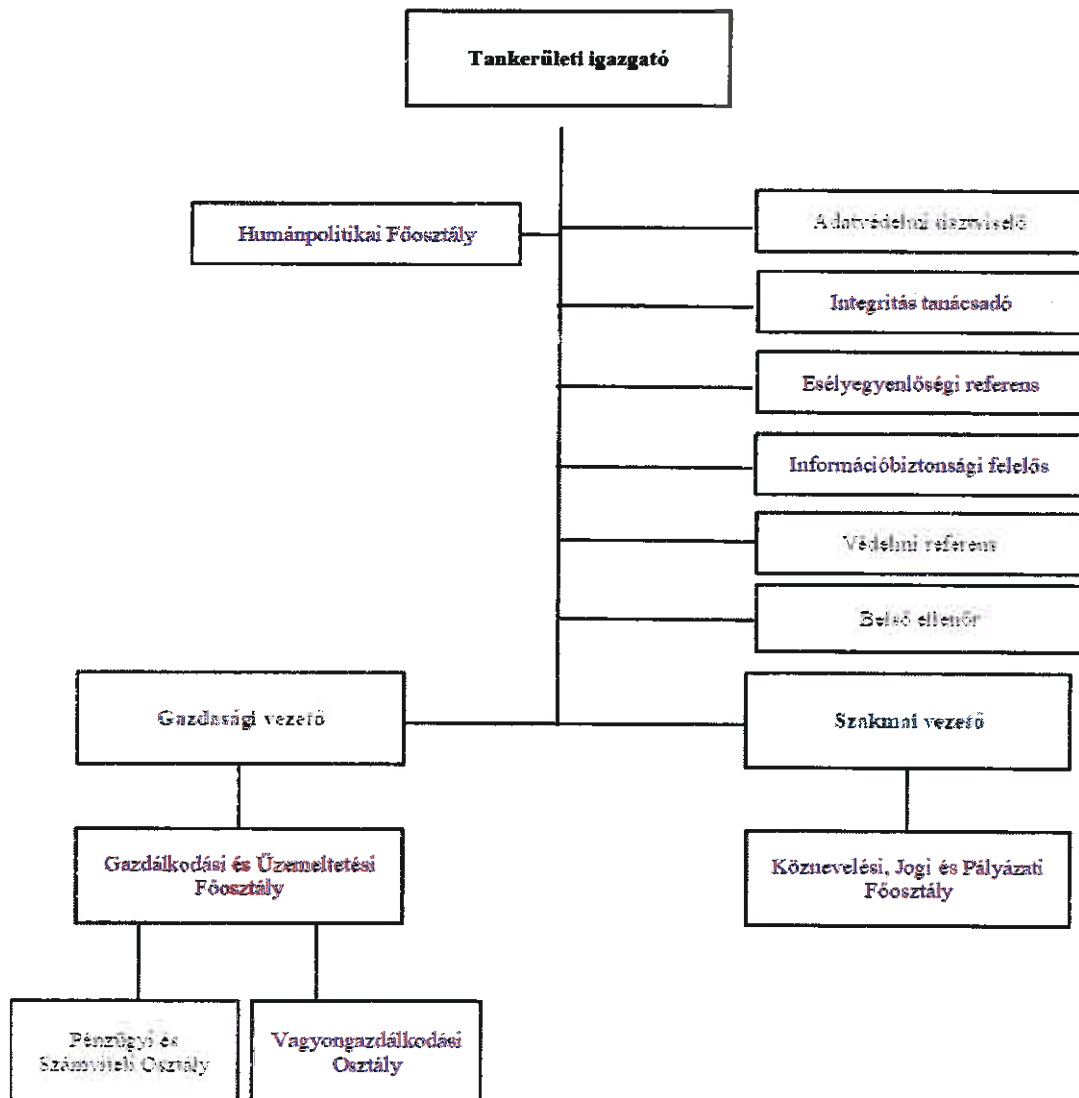 Tankerületi igazgató
Humánpolitikai Főosztály
Adatvédelmi tisztviselő
Integritás tanácsadó
Esélyegyenlőségi referens
Információbiztonsági felelős
Védelmi referens
Belső ellenőr
Gazdasági vezető
Szakmai vezető
Gazdálkodási és Üzemeltetési
Főosztály
Köznevelési, Jogi és Pályázati
Főosztály
Pénzügyi és
Számviteli Osztály
Vagyongazdálkodási
Osztály